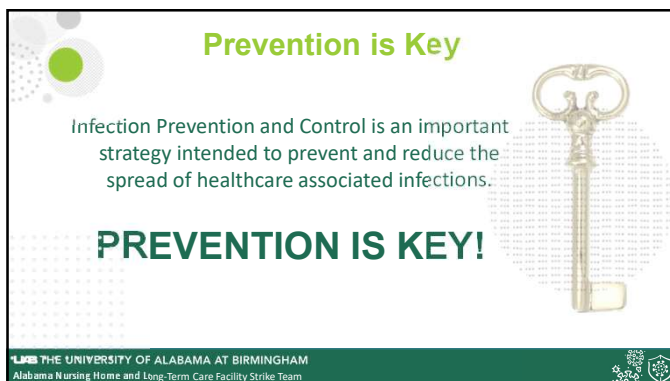 Prevention is Key
Infection Prevention and Control is an important
strategy intended to prevent and reduce the
spread of healthcare associated infections.
PREVENTION IS KEY!
UAB THE UNIVERSITY OF ALABAMA AT BIRMINGHAM
Alabama Nursing Home and Long-Term Care Facility Strike Team